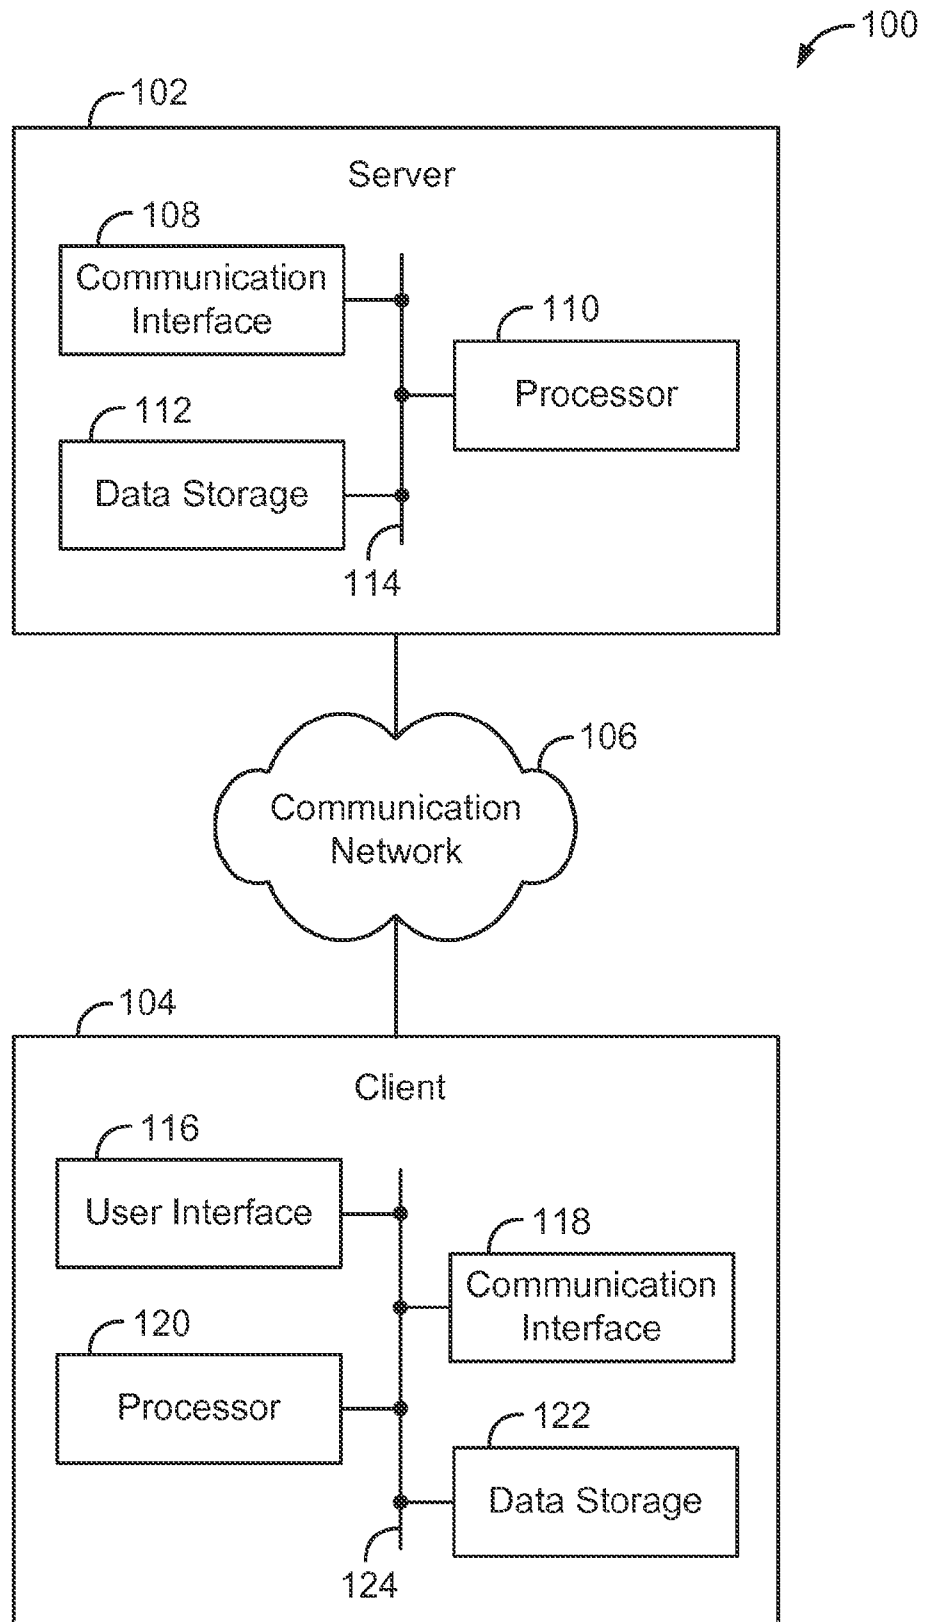 100
102
Server
108
Communication
Interface
110
Processor
112
Data Storage
114
106
Communication
Network
104
Client
116
User Interface
118
Communication
Interface
120
Processor
122
Data Storage
124